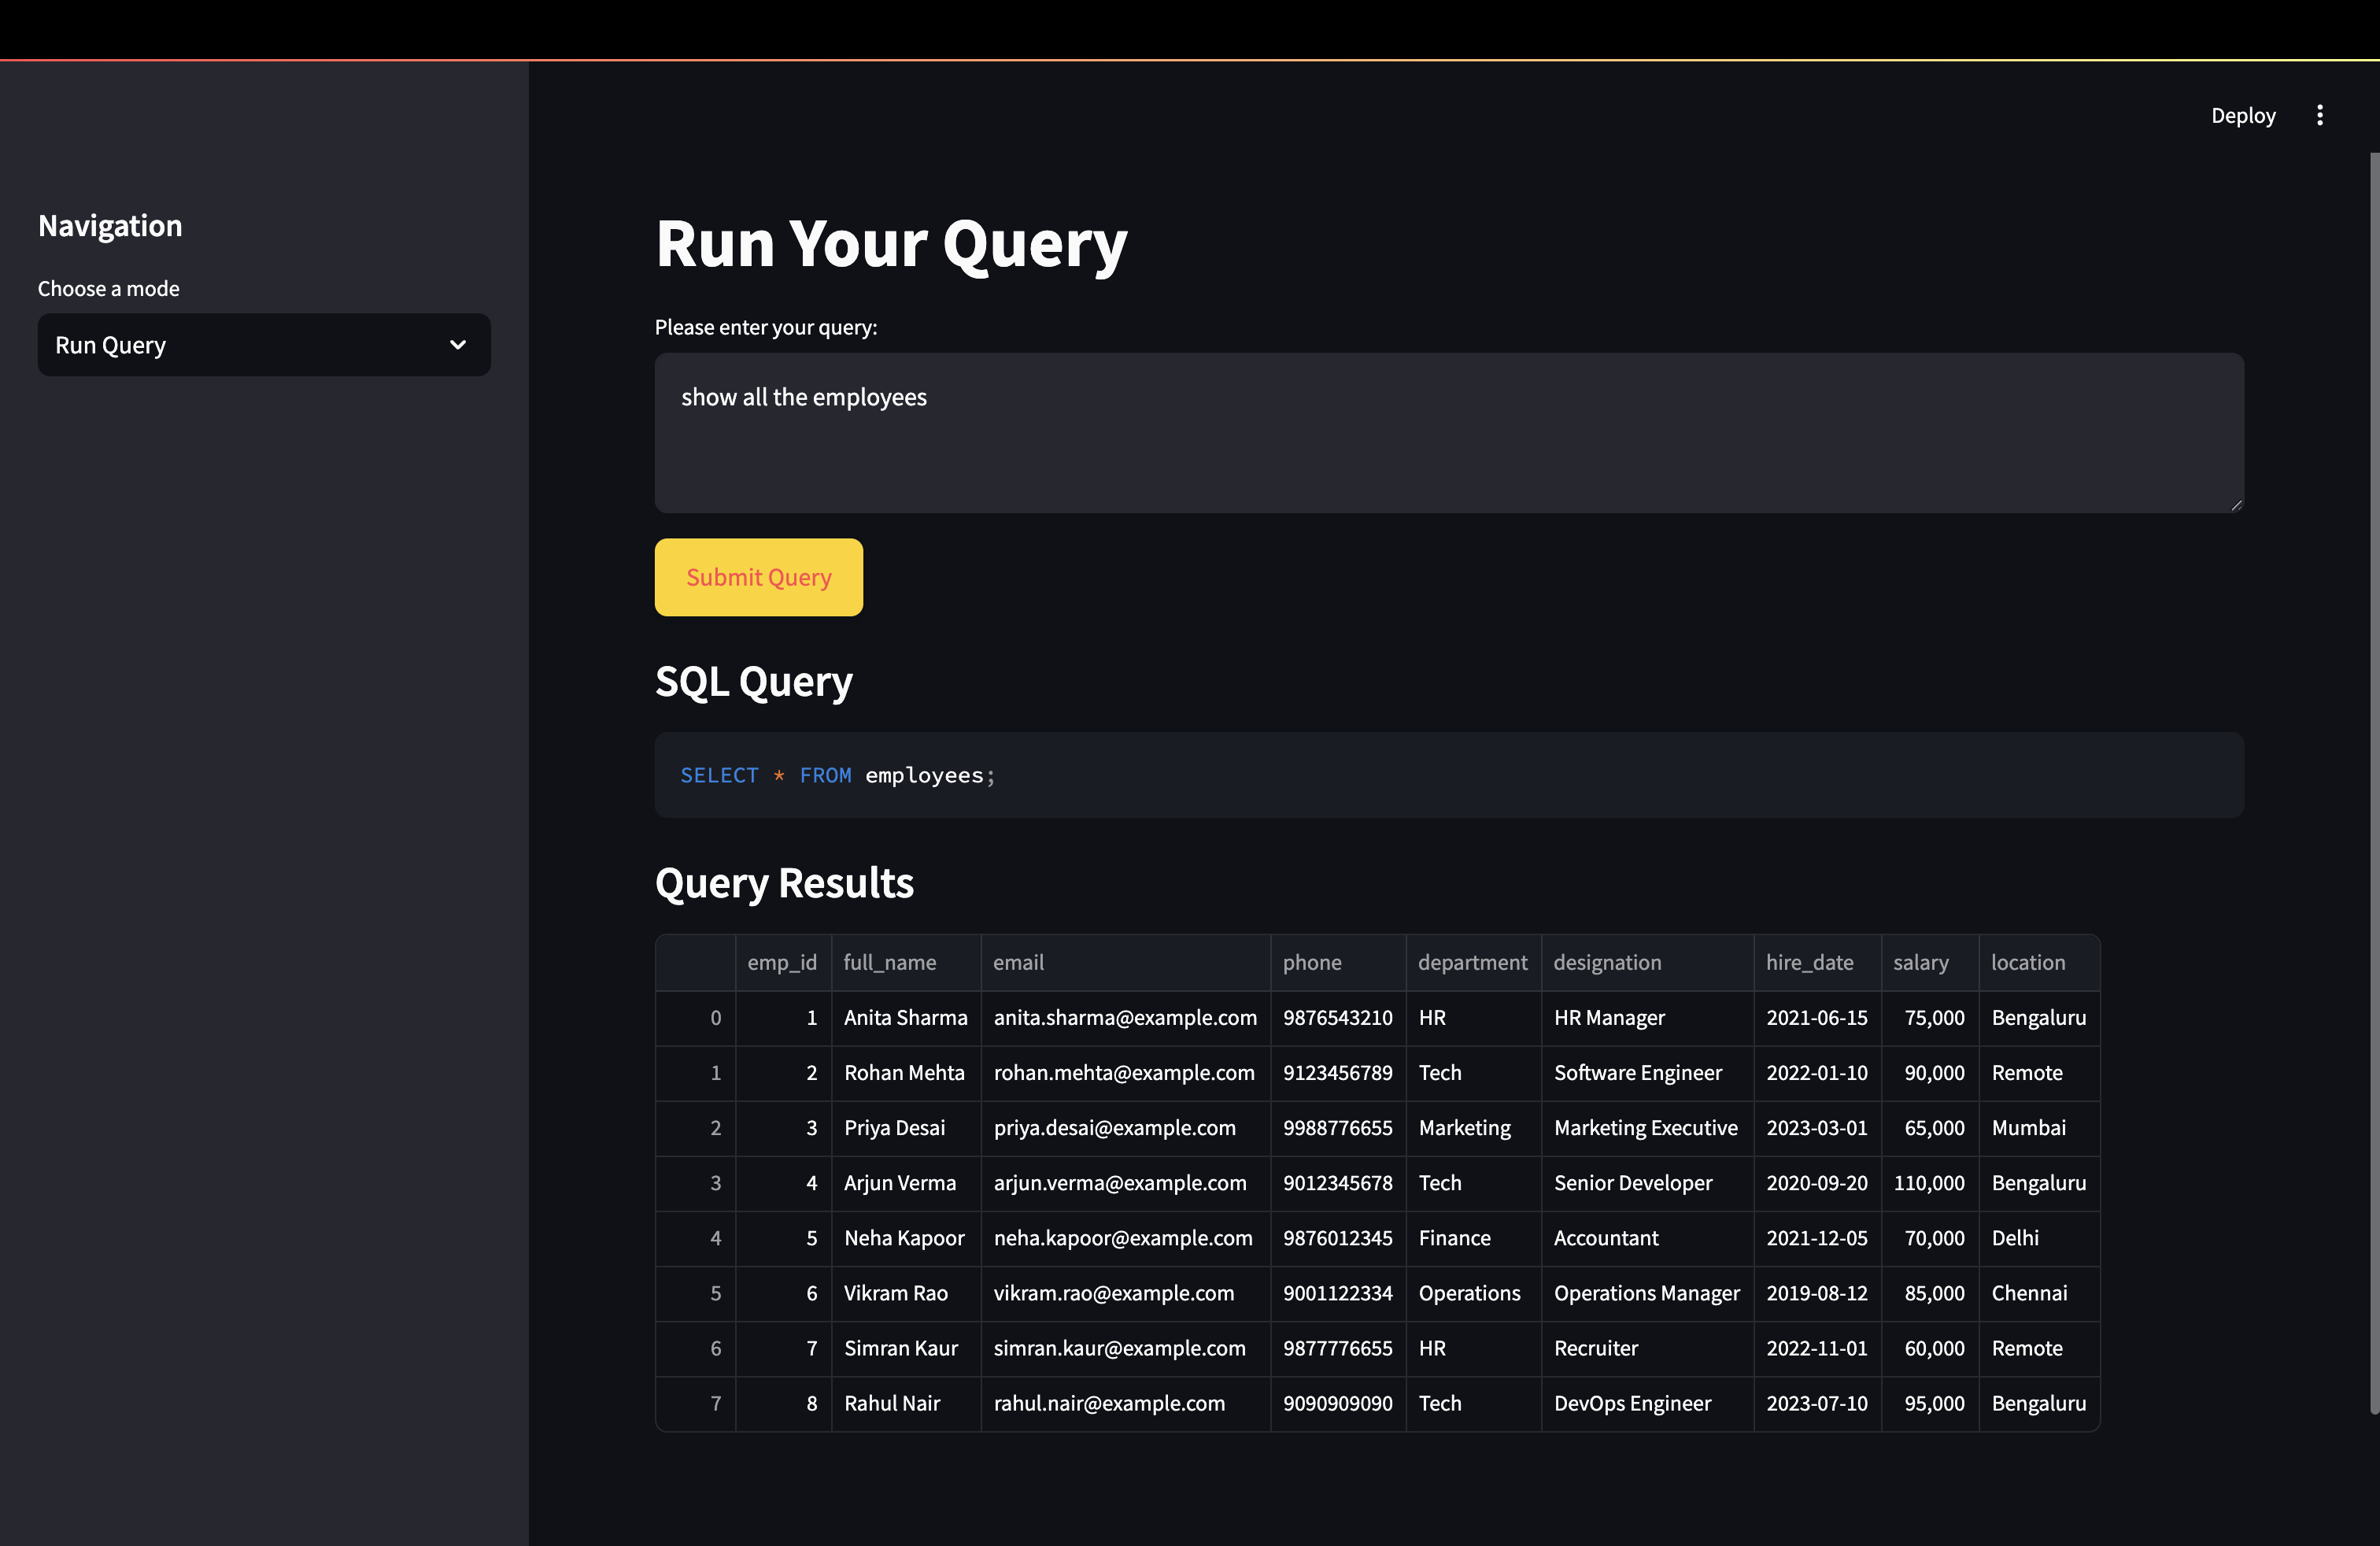 Deploy
Navigation
Choose a mode
Run Query
Run Your Query
Please enter your query:
show all the employees
Submit Query
SQL Query
SELECT * FROM employees;
Query Results
emp_id full_name email phone department designation hire_date salary location
0 1 Anita Sharma anita.sharma@example.com 9876543210 HR HR Manager 2021-06-15 75,000 Bengaluru
1 2 Rohan Mehta rohan.mehta@example.com 9123456789 Tech Software Engineer 2022-01-10 90,000 Remote
2 3 Priya Desai priya.desai@example.com 9988776655 Marketing Marketing Executive 2023-03-01 65,000 Mumbai
3 4 Arjun Verma arjun.verma@example.com 9012345678 Tech Senior Developer 2020-09-20 110,000 Bengaluru
4 5 Neha Kapoor neha.kapoor@example.com 9876012345 Finance Accountant 2021-12-05 70,000 Delhi
5 6 Vikram Rao vikram.rao@example.com 9001122334 Operations Operations Manager 2019-08-12 85,000 Chennai
6 7 Simran Kaur simran.kaur@example.com 9877776655 HR Recruiter 2022-11-01 60,000 Remote
7 8 Rahul Nair rahul.nair@example.com 9090909090 Tech DevOps Engineer 2023-07-10 95,000 Bengaluru